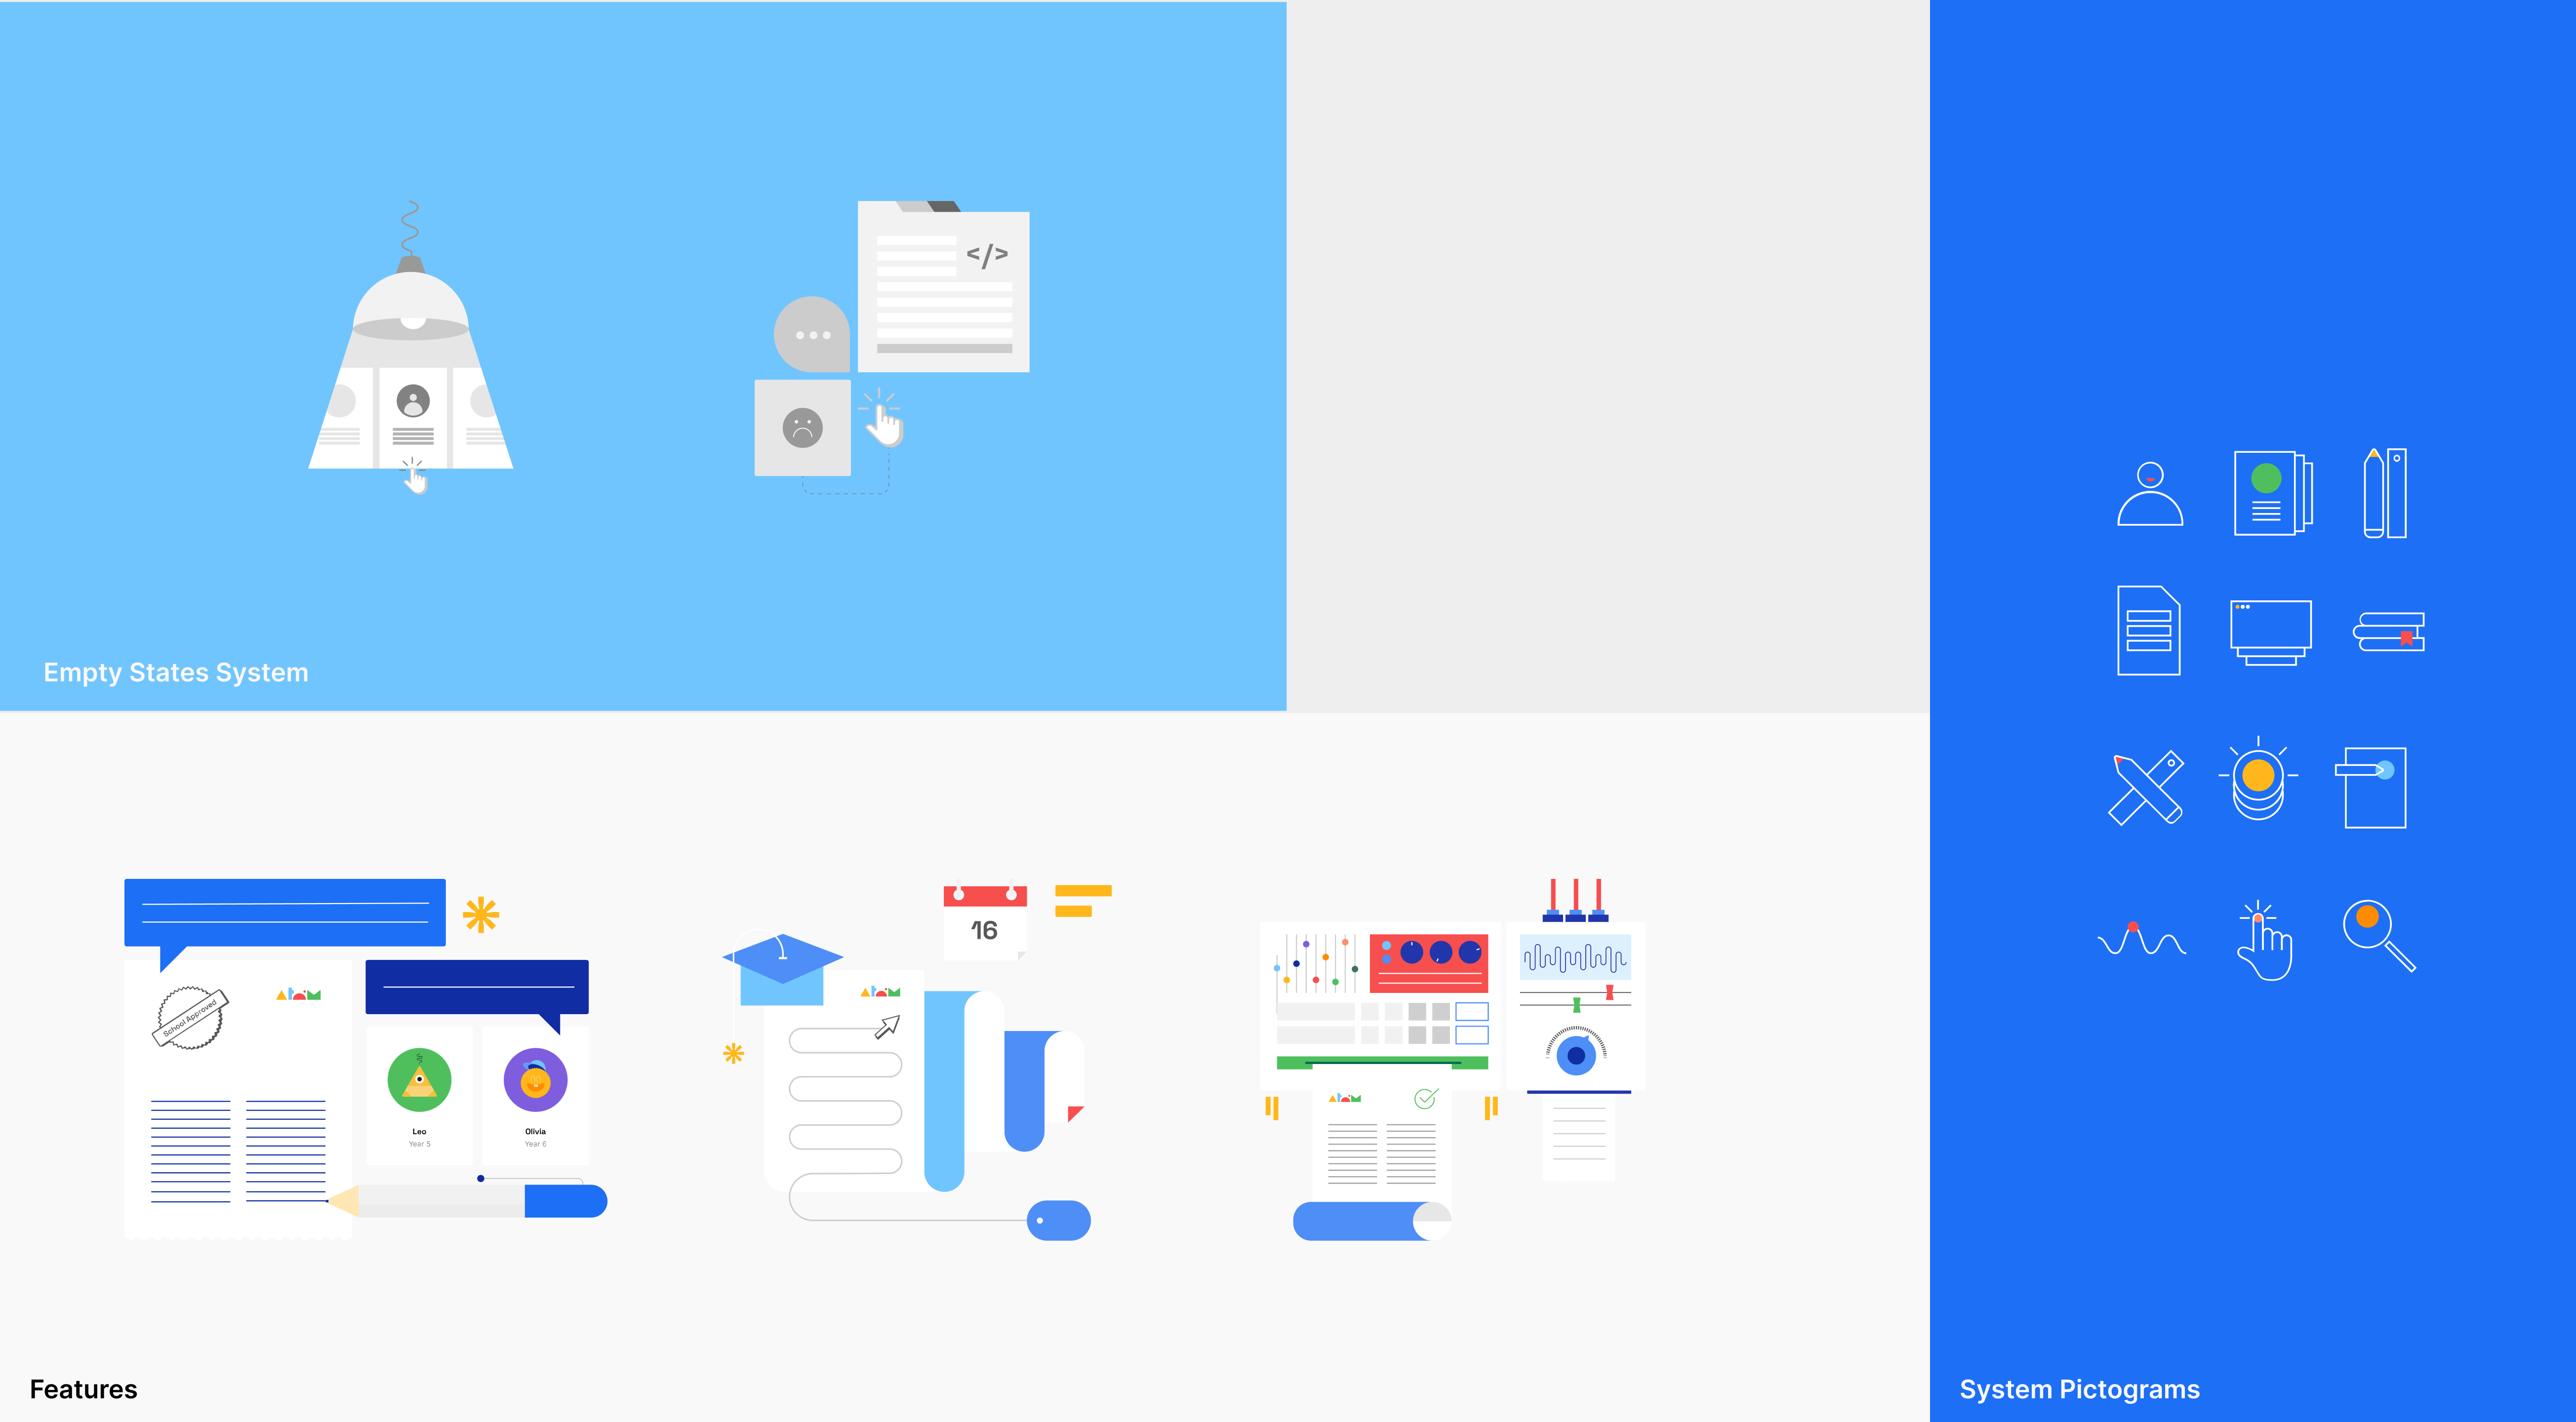 </>
Empty States System
16
School Approved
Leo
Year 5
Olivia
Year 6
Features
System Pictograms